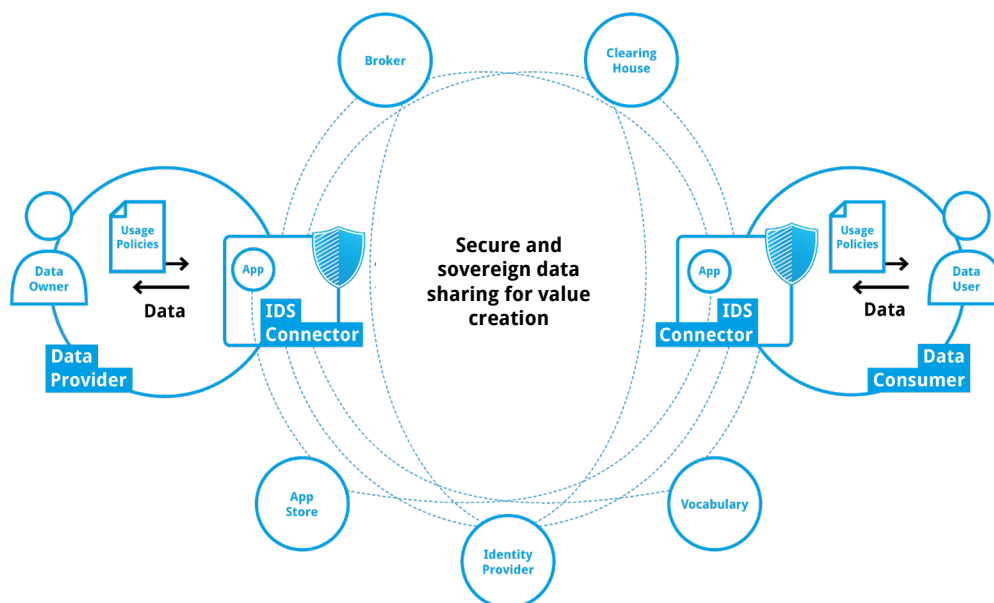 Broker
Clearing
House
Usage
Policies
Data
Owner
Data
App
IDS
Connector
Data
Provider
Secure and
sovereign data
sharing for value
creation
App
IDS
Connector
Usage
Policies
Data
User
Data
Data
Consumer
App
Store
Identity
Provider
Vocabulary